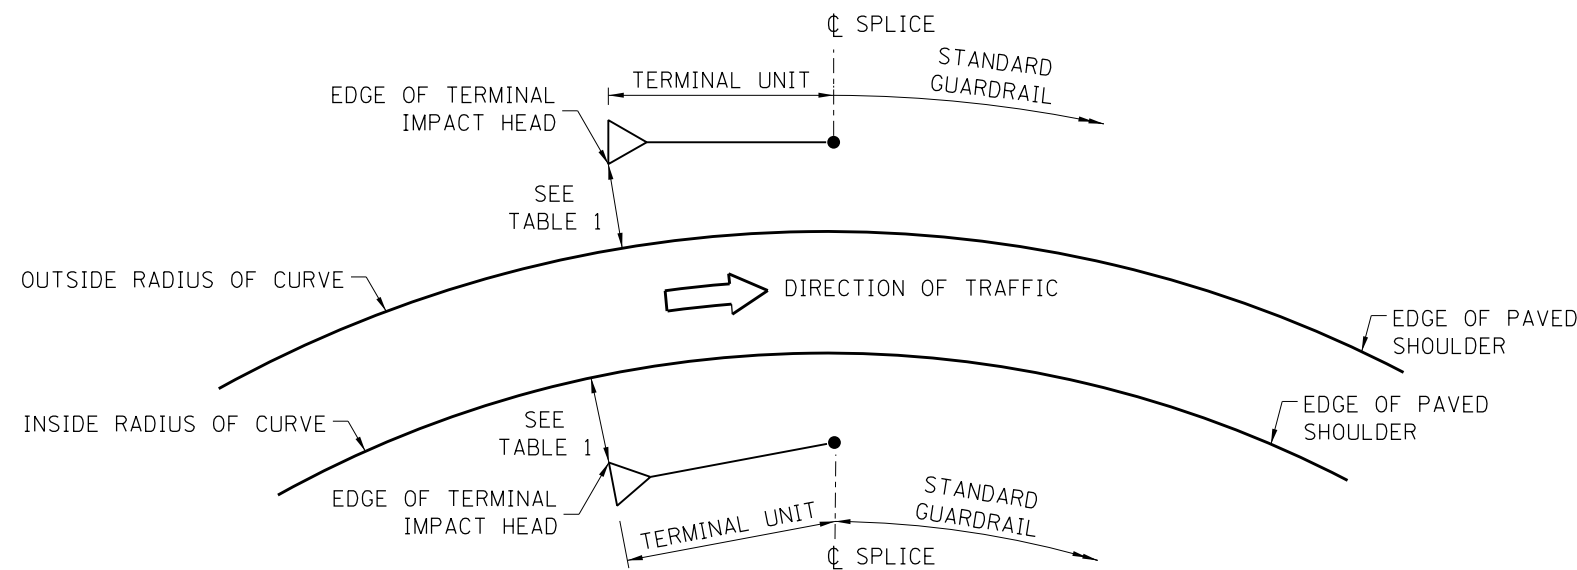 ℄ SPLICE
STANDARD
GUARDRAIL
TERMINAL UNIT
EDGE OF TERMINAL
IMPACT HEAD
SEE
TABLE 1
OUTSIDE RADIUS OF CURVE
DIRECTION OF TRAFFIC
EDGE OF PAVED
SHOULDER
INSIDE RADIUS OF CURVE
SEE
TABLE 1
EDGE OF PAVED
SHOULDER
EDGE OF TERMINAL
IMPACT HEAD
TERMINAL UNIT
STANDARD
GUARDRAIL
℄ SPLICE